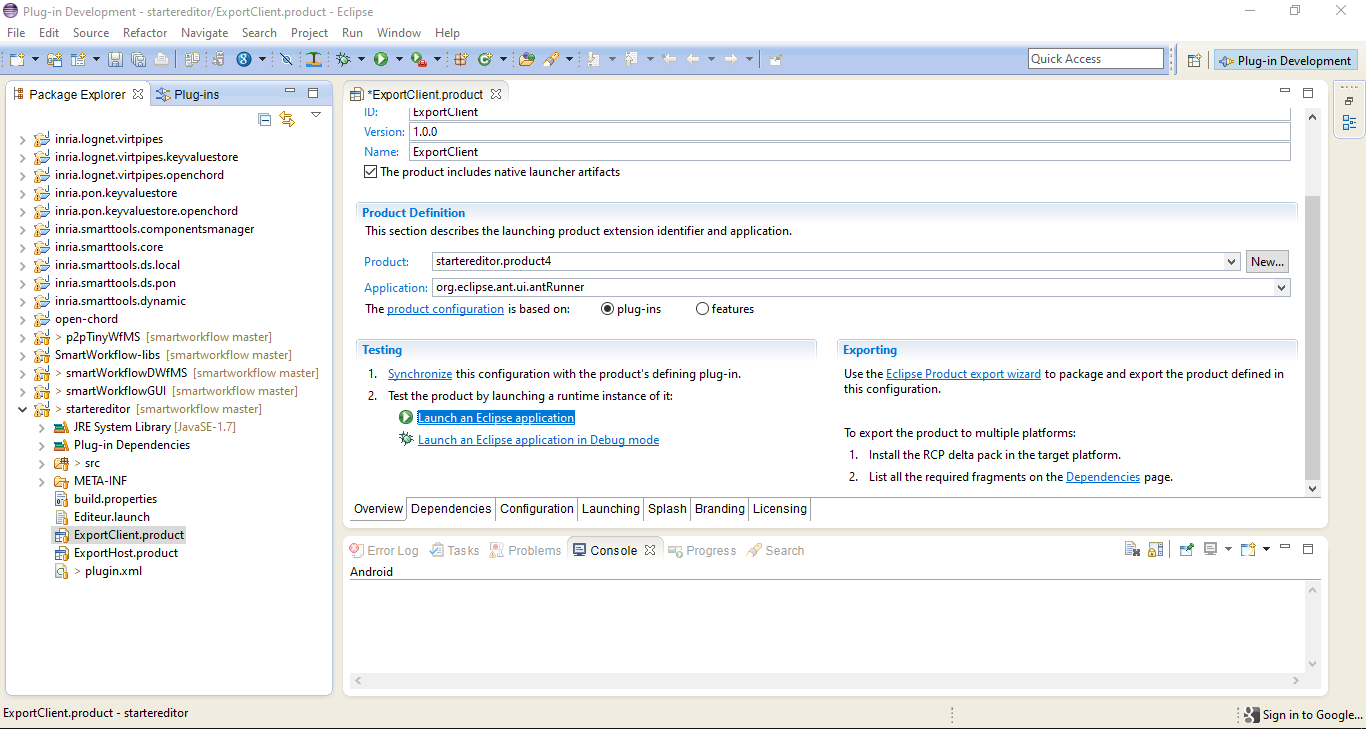 Plug-in Development - startereditor/ExportClient.product - Eclipse
File Edit Source Refactor Navigate Search Project Run Window Help
Quick Access
Plug-in Development
Package Explorer Plug-ins
inria.lognet.virtpipes
inria.lognet.virtpipes.keyvaluestore
inria.lognet.virtpipes.openchord
inria.pon.keyvaluestore
inria.pon.keyvaluestore.openchord
inria.smarttools.componentsmanager
inria.smarttools.core
inria.smarttools.ds.local
inria.smarttools.ds.pon
inria.smarttools.dynamic
open-chord
> p2pTinyWfMS [smartworkflow master]
SmartWorkflow-libs [smartworkflow master]
> smartWorkflowDWfMS [smartworkflow master]
> smartWorkflowGUI [smartworkflow master]
> startereditor [smartworkflow master]
JRE System Library [JavaSE-1.7]
Plug-in Dependencies
> src
META-INF
build.properties
Editeur.launch
ExportClient.product
ExportHost.product
> plugin.xml
*ExportClient.product
ID: ExportClient
Version: 1.0.0
Name: ExportClient
The product includes native launcher artifacts
Product Definition
This section describes the launching product extension identifier and application.
Product: startereditor.product4 New...
Application: org.eclipse.ant.ui.antRunner
The product configuration is based on: plug-ins features
Testing
1. Synchronize this configuration with the product's defining plug-in.
2. Test the product by launching a runtime instance of it:
Launch an Eclipse application
Launch an Eclipse application in Debug mode
Exporting
Use the Eclipse Product export wizard to package and export the product defined in
this configuration.
To export the product to multiple platforms:
1. Install the RCP delta pack in the target platform.
2. List all the required fragments on the Dependencies page.
Overview Dependencies Configuration Launching Splash Branding Licensing
Error Log Tasks Problems Console Progress Search
Android
ExportClient.product - startereditor
Sign in to Google...